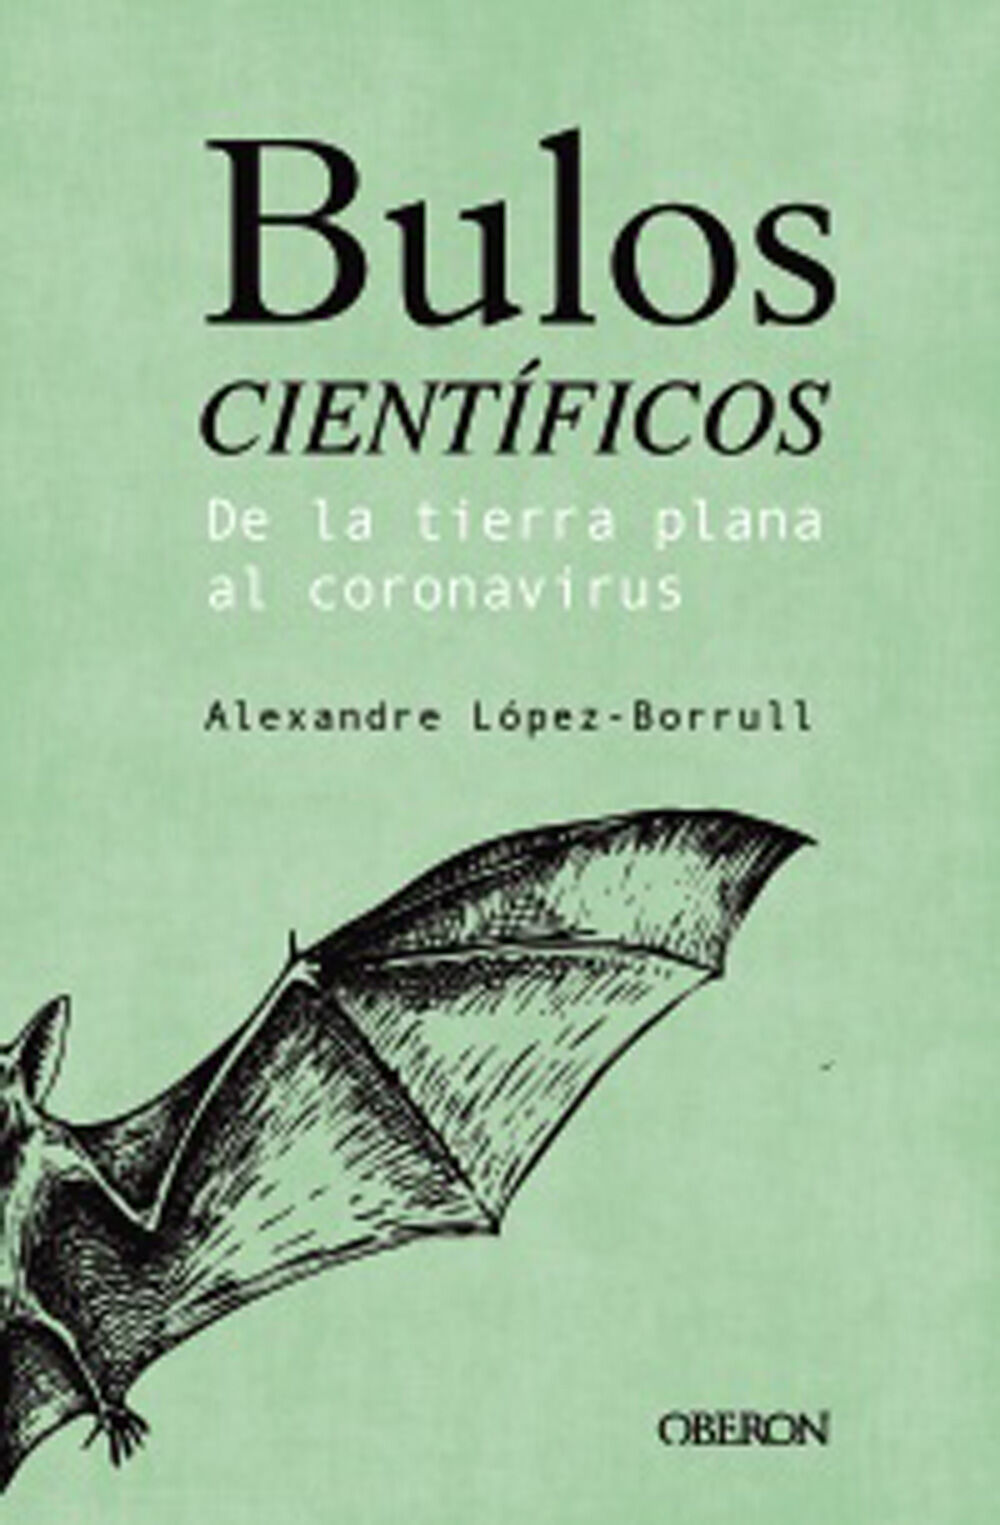 Bulos
CIENTÍFICOS
De la tierra plana
al coronavirus
Alexandre López-Borrull
OBERON